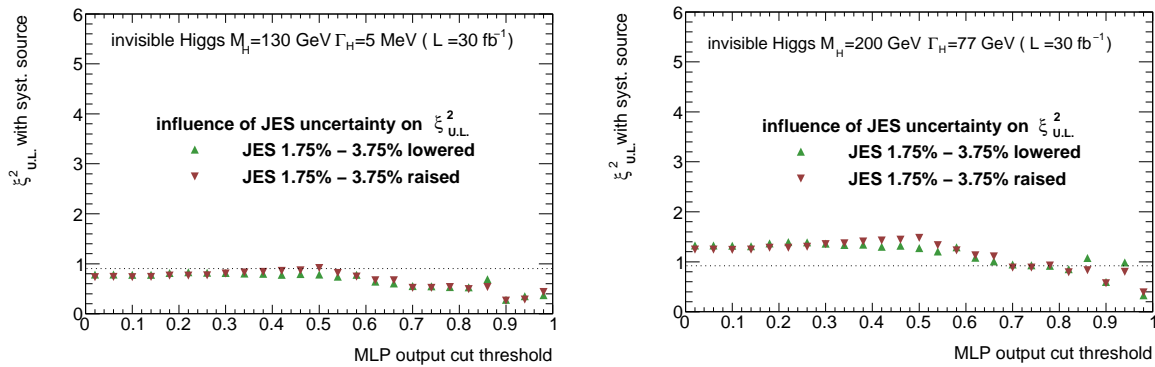 invisible Higgs M_H=130 GeV Γ_H=5 MeV ( L =30 fb⁻¹)
influence of JES uncertainty on ξ²_U.L.
JES 1.75% − 3.75% lowered
JES 1.75% − 3.75% raised
ξ²_U.L. with syst. source
6
5
4
3
2
1
0
0 0.1 0.2 0.3 0.4 0.5 0.6 0.7 0.8 0.9 1
MLP output cut threshold
invisible Higgs M_H=200 GeV Γ_H=77 GeV ( L =30 fb⁻¹)
influence of JES uncertainty on ξ²_U.L.
JES 1.75% − 3.75% lowered
JES 1.75% − 3.75% raised
ξ²_U.L. with syst. source
6
5
4
3
2
1
0
0 0.1 0.2 0.3 0.4 0.5 0.6 0.7 0.8 0.9 1
MLP output cut threshold